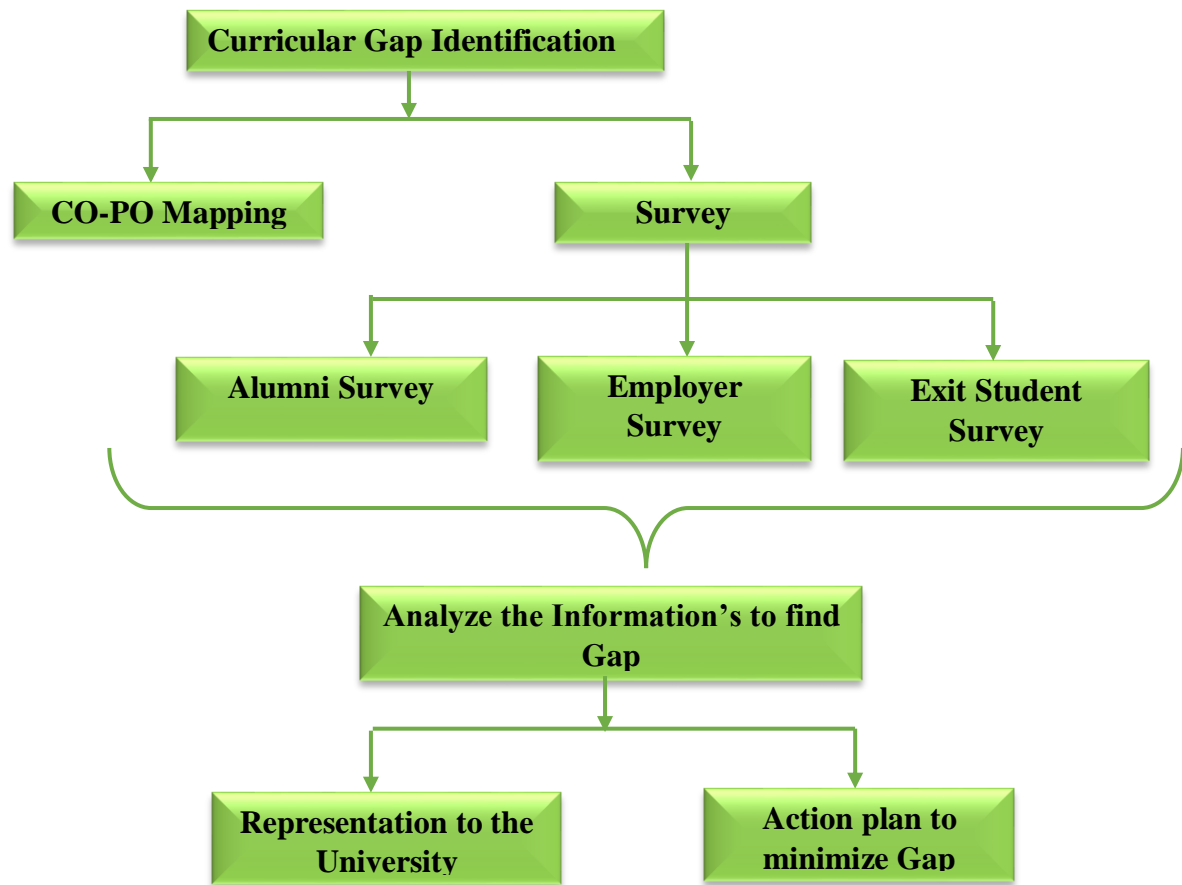 Curricular Gap Identification
CO-PO Mapping
Survey
Alumni Survey
Employer
Survey
Exit Student
Survey
Analyze the Information’s to find
Gap
Representation to the
University
Action plan to
minimize Gap